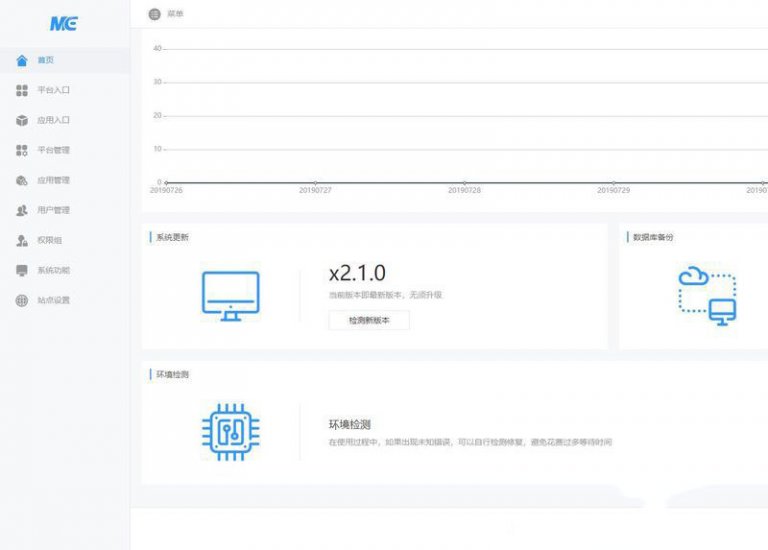 MKE
菜单
首页
平台入口
应用入口
平台管理
应用管理
用户管理
权限组
系统功能
站点设置
40
30
20
10
0
20190726 20190727 20190728 20190729
系统更新
x2.1.0
当前版本即最新版本，无须升级
检测新版本
数据库备份
环境检测
环境检测
在使用过程中，如果出现未知错误，可以自行检测修复，避免花费过多等待时间